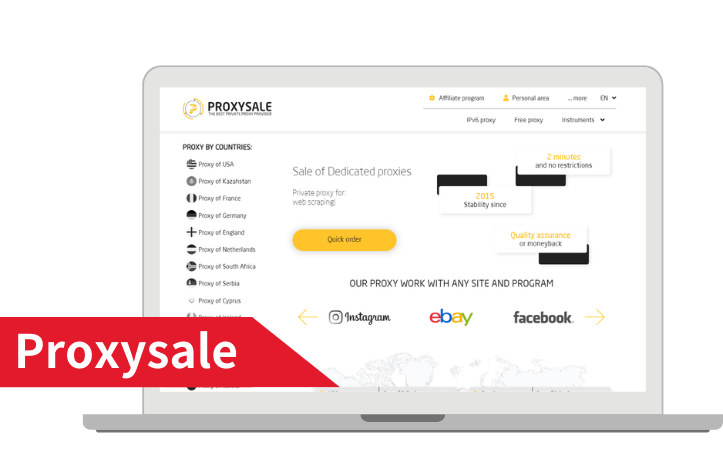 Affiliate program
Personal area
... more
EN
PROXYSALE
THE BEST PRIVATE PROXY PROVIDER
IPv6 proxy
Free proxy
Instruments
PROXY BY COUNTRIES:
Proxy of USA
Proxy of Kazahstan
Proxy of France
Proxy of Germany
Proxy of England
Proxy of Netherlands
Proxy of South Africa
Proxy of Serbia
Proxy of Cyprus
Sale of Dedicated proxies
Private proxy for:
web scraping|
Quick order
2 minutes
and no restrictions
2015
Stability since
Quality assurance
or moneyback
OUR PROXY WORK WITH ANY SITE AND PROGRAM
Instagram
ebay
facebook.
Proxysale